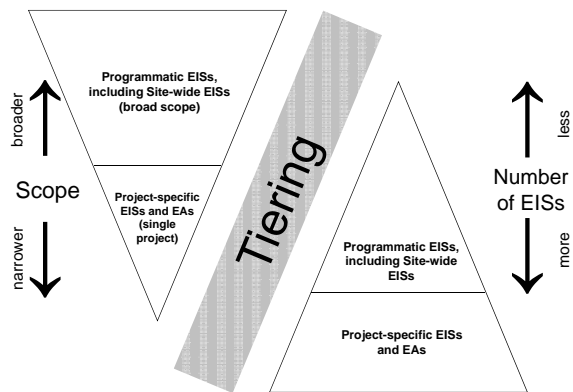 Programmatic EISs,
including Site-wide EISs
(broad scope)
Project-specific
EISs and EAs
(single
project)
broader
Scope
narrower
Tiering
Programmatic EISs,
including Site-wide
EISs
Project-specific EISs
and EAs
less
Number
of EISs
more